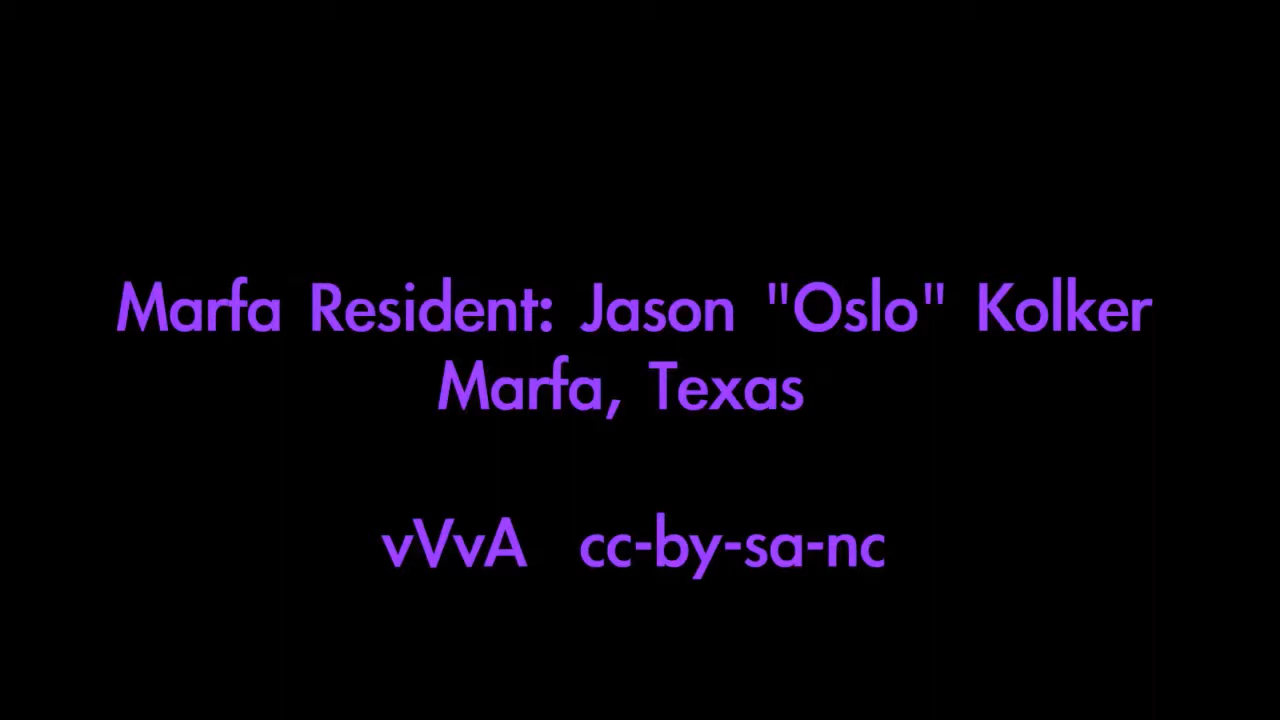 Marfa Resident: Jason "Oslo" Kolker
Marfa, Texas
vVvA cc-by-sa-nc